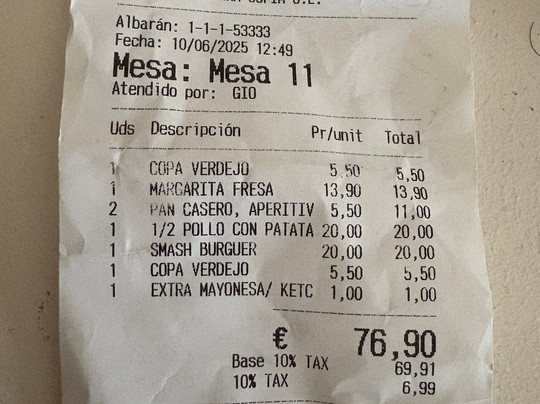 Albarán: 1-1-1-53333
Fecha: 10/06/2025 12:49
Mesa: Mesa 11
Atendido por: GIO
Uds Descripción Pr/unit Total
1 COPA VERDEJO 5,50 5,50
1 MARGARITA FRESA 13,90 13,90
2 PAN CASERO, APERITIV 5,50 11,00
1 1/2 POLLO CON PATATA 20,00 20,00
1 SMASH BURGUER 20,00 20,00
1 COPA VERDEJO 5,50 5,50
1 EXTRA MAYONESA/ KETC 1,00 1,00
€ 76,90
Base 10% TAX 69,91
10% TAX 6,99